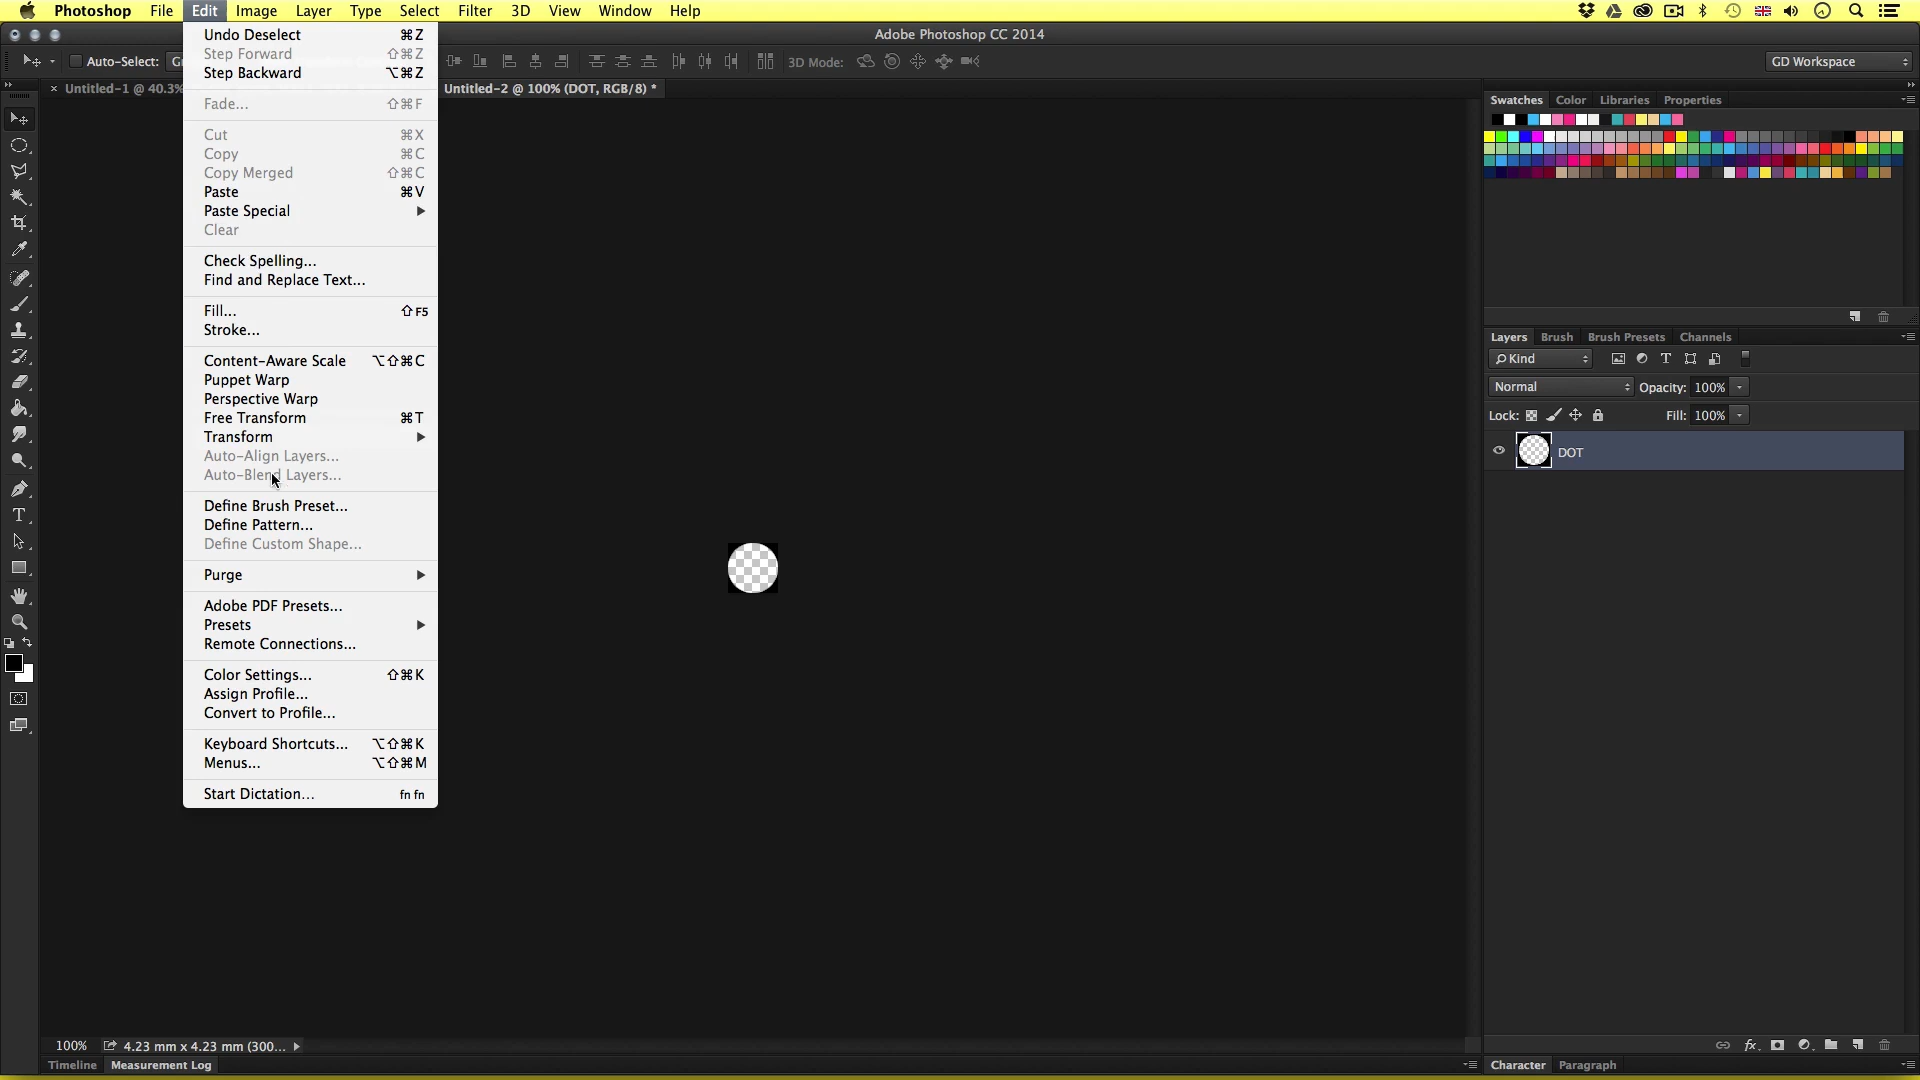 Photoshop File Edit Image Layer Type Select Filter 3D View Window Help
Adobe Photoshop CC 2014
Auto-Select: 3D Mode: GD Workspace
Untitled-1 @ 40.3% Untitled-2 @ 100% (DOT, RGB/8) *
Undo Deselect ⌘Z
Step Forward ⇧⌘Z
Step Backward ⌥⌘Z
Fade... ⇧⌘F
Cut ⌘X
Copy ⌘C
Copy Merged ⇧⌘C
Paste ⌘V
Paste Special
Clear
Check Spelling...
Find and Replace Text...
Fill... ⇧F5
Stroke...
Content-Aware Scale ⌥⇧⌘C
Puppet Warp
Perspective Warp
Free Transform ⌘T
Transform
Auto-Align Layers...
Auto-Blend Layers...
Define Brush Preset...
Define Pattern...
Define Custom Shape...
Purge
Adobe PDF Presets...
Presets
Remote Connections...
Color Settings... ⇧⌘K
Assign Profile...
Convert to Profile...
Keyboard Shortcuts... ⌥⇧⌘K
Menus... ⌥⇧⌘M
Start Dictation... fn fn
Swatches Color Libraries Properties
Layers Brush Brush Presets Channels
Kind
Normal Opacity: 100%
Lock: Fill: 100%
DOT
100% 4.23 mm x 4.23 mm (300...
Timeline Measurement Log
Character Paragraph